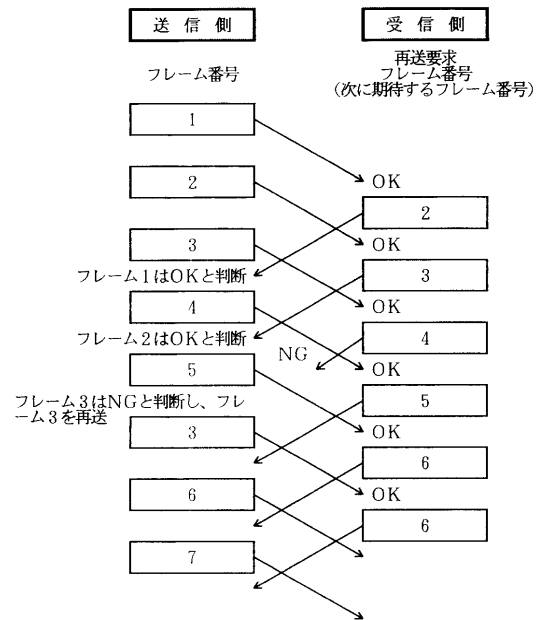 送 信 側
受 信 側
フレーム番号
再送要求
フレーム番号
(次に期待するフレーム番号)
1
OK
2
2
OK
3
フレーム1はOKと判断
3
OK
4
フレーム2はOKと判断
4
NG
OK
5
フレーム3はNGと判断し、フレ
ーム3を再送
5
3
OK
6
OK
6
6
7